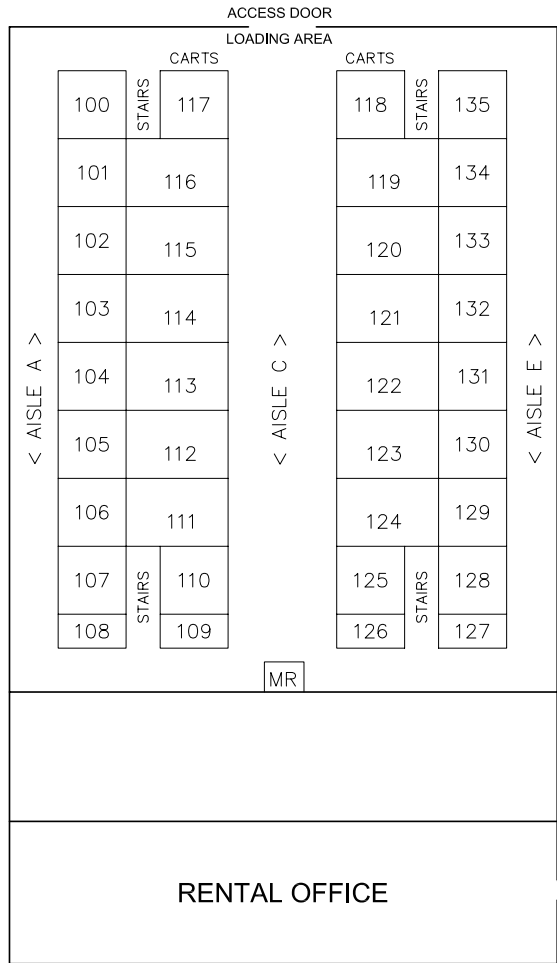 ACCESS DOOR
LOADING AREA
CARTS CARTS
100 STAIRS 117 118 STAIRS 135
101 116 119 134
102 115 120 133
103 114 121 132
< AISLE A > < AISLE C > < AISLE E >
104 113 122 131
105 112 123 130
106 111 124 129
107 STAIRS 110 125 STAIRS 128
108 109 126 127
MR
RENTAL OFFICE